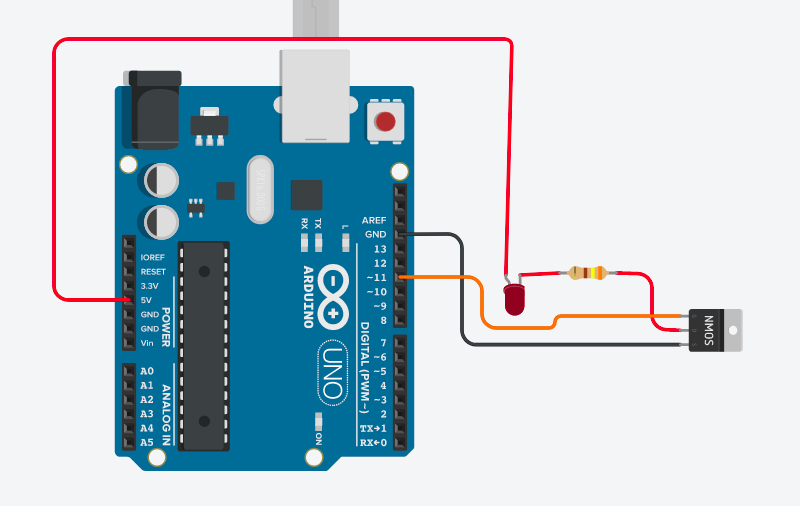 AREF
GND
13
12
~11
~10
~9
8
7
~6
~5
4
~3
2
TX→1
RX←0
DIGITAL (PWM~)
IOREF
RESET
3.3V
5V
GND
GND
Vin
POWER
A0
A1
A2
A3
A4
A5
ANALOG IN
RX
TX
L
ARDUINO
UNO
ON
NMOS